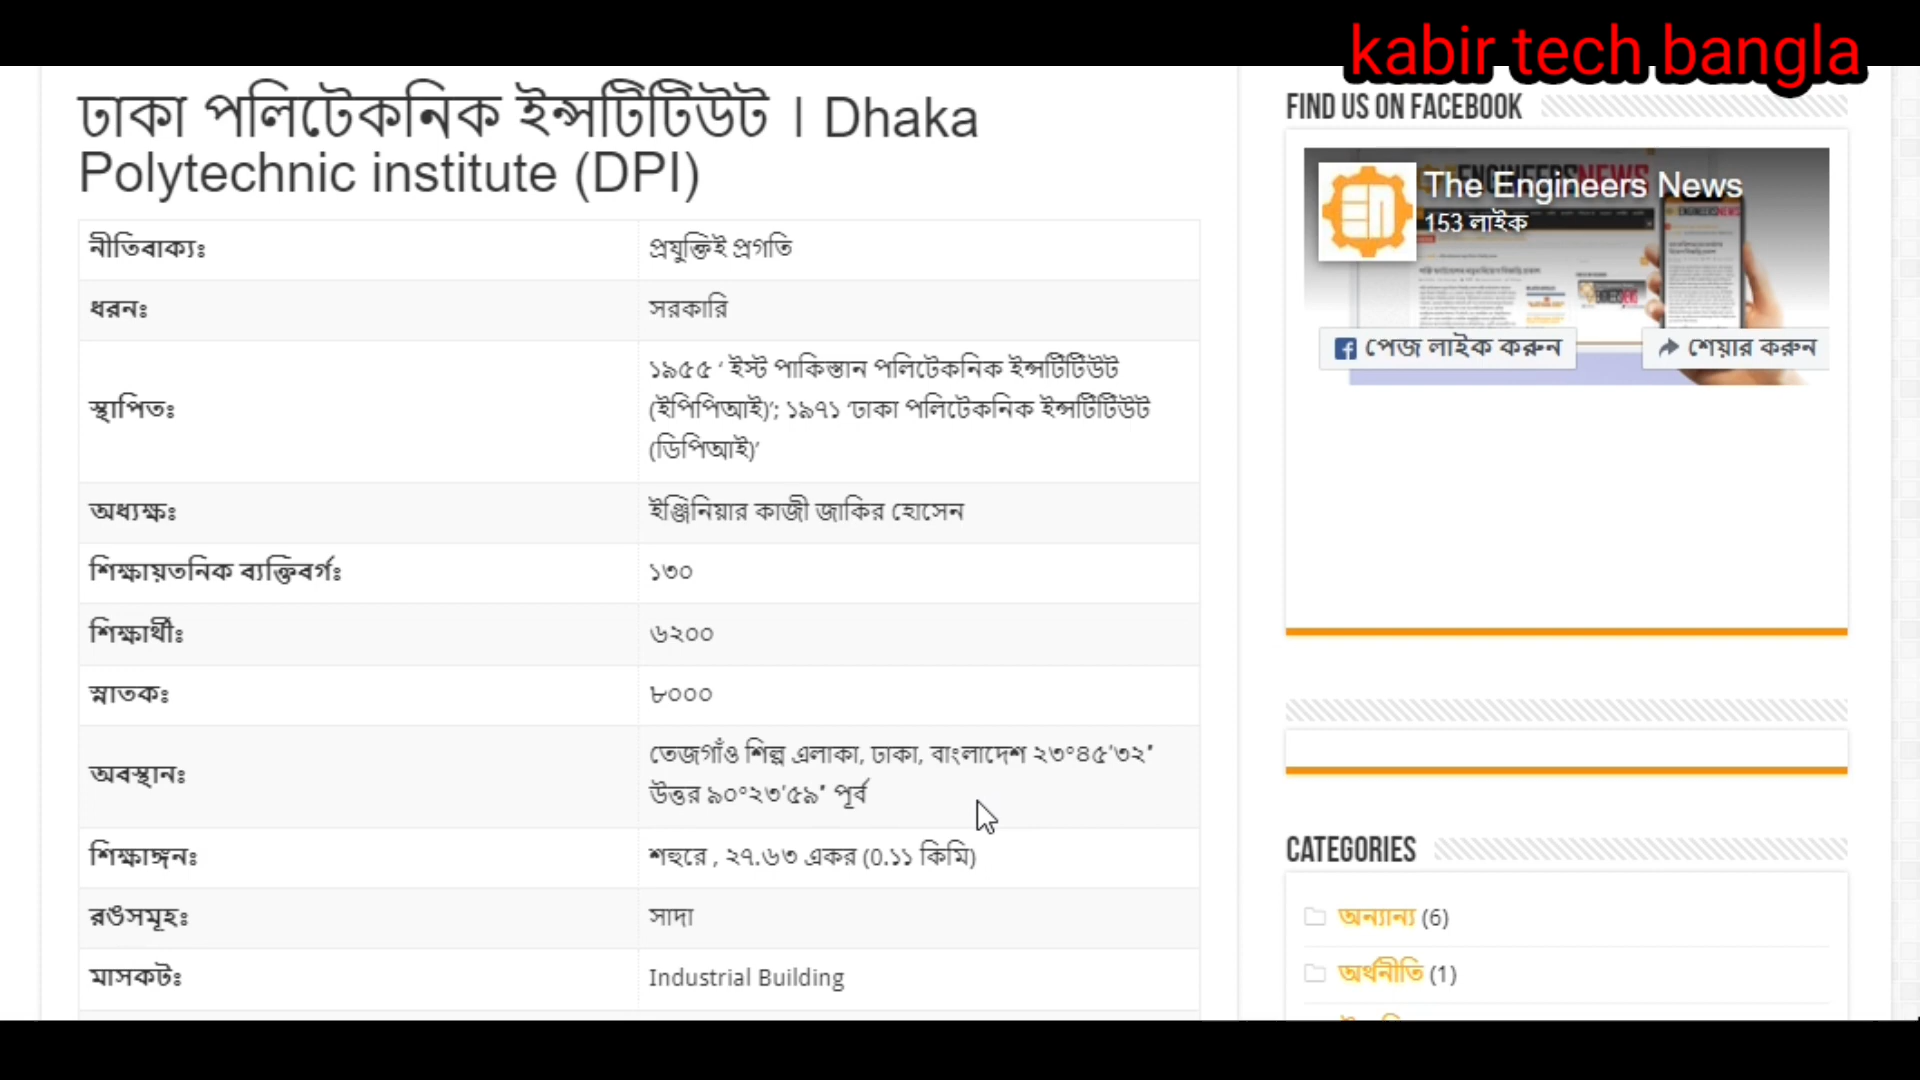 kabir tech bangla
ঢাকা পলিটেকনিক ইন্সটিটিউট । Dhaka
Polytechnic institute (DPI)
নীতিবাক্যঃ
প্রযুক্তিই প্রগতি
ধরনঃ
সরকারি
স্থাপিতঃ
১৯৫৫ ‘ ইস্ট পাকিস্তান পলিটেকনিক ইন্সটিটিউট
(ইপিপিআই)’; ১৯৭১ ‘ঢাকা পলিটেকনিক ইন্সটিটিউট
(ডিপিআই)’
অধ্যক্ষঃ
ইঞ্জিনিয়ার কাজী জাকির হোসেন
শিক্ষায়তনিক ব্যক্তিবর্গঃ
১৩০
শিক্ষার্থীঃ
৬২০০
স্নাতকঃ
৮০০০
অবস্থানঃ
তেজগাঁও শিল্প এলাকা, ঢাকা, বাংলাদেশ ২৩°৪৫′৩২″
উত্তর ৯০°২৩′৫৯″ পূর্ব
শিক্ষাঙ্গনঃ
শহুরে , ২৭.৬৩ একর (0.১১ কিমি)
রঙসমূহঃ
সাদা
মাসকটঃ
Industrial Building
FIND US ON FACEBOOK
The Engineers News
153 লাইক
পেজ লাইক করুন
শেয়ার করুন
CATEGORIES
অন্যান্য (6)
অর্থনীতি (1)